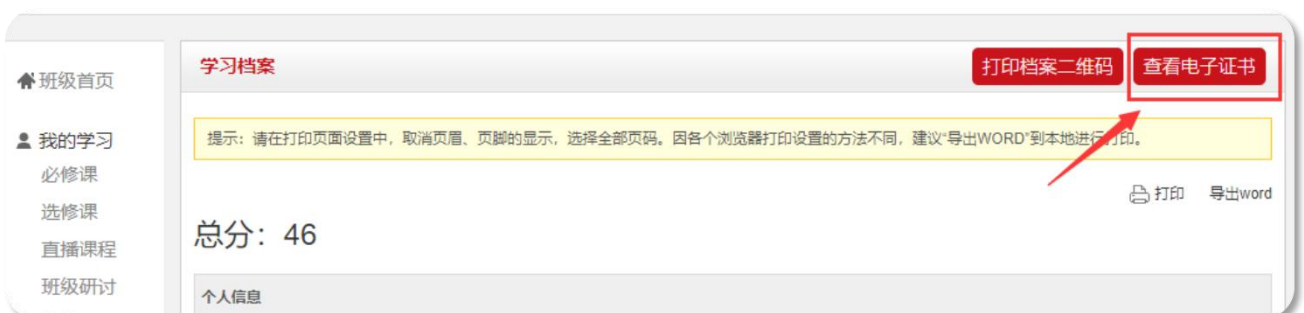 班级首页
我的学习
必修课
选修课
直播课程
班级研讨
学习档案
打印档案二维码
查看电子证书
提示：请在打印页面设置中，取消页眉、页脚的显示，选择全部页码。因各个浏览器打印设置的方法不同，建议“导出WORD”到本地进行打印。
打印 导出word
总分：46
个人信息